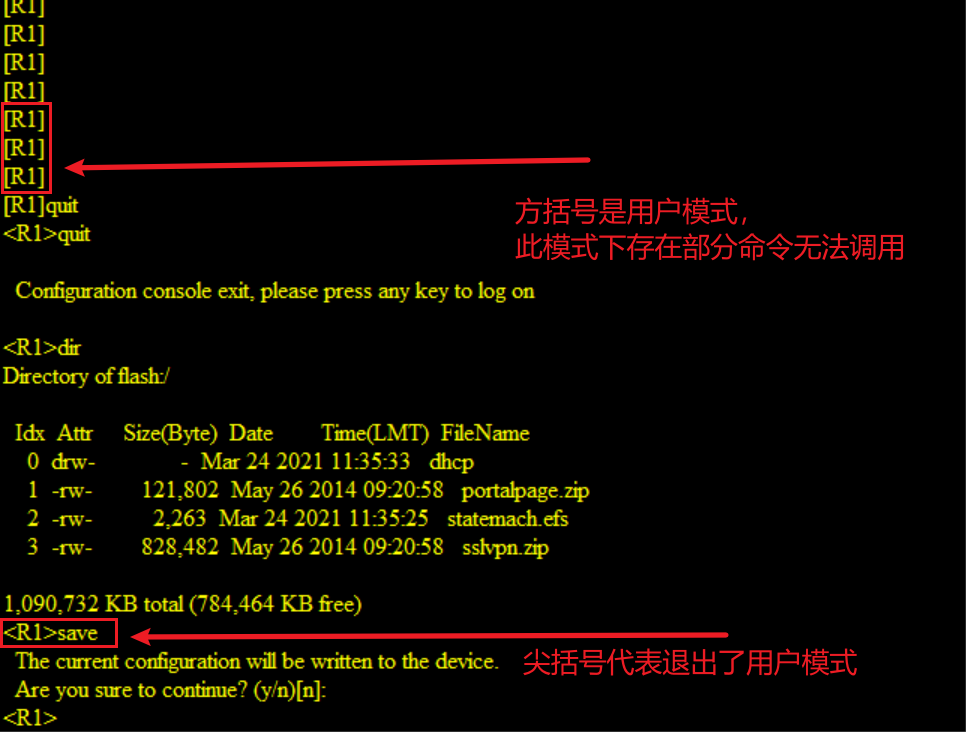 [R1]
[R1]
[R1]
[R1]
[R1]
[R1]
[R1]
[R1]quit
<R1>quit
方括号是用户模式，
此模式下存在部分命令无法调用
Configuration console exit, please press any key to log on
<R1>dir
Directory of flash:/
Idx Attr Size(Byte) Date Time(LMT) FileName
0 drw- - Mar 24 2021 11:35:33 dhcp
1 -rw- 121,802 May 26 2014 09:20:58 portalpage.zip
2 -rw- 2,263 Mar 24 2021 11:35:25 statemach.efs
3 -rw- 828,482 May 26 2014 09:20:58 sslvpn.zip
1,090,732 KB total (784,464 KB free)
<R1>save
The current configuration will be written to the device.
尖括号代表退出了用户模式
Are you sure to continue? (y/n)[n]:
<R1>